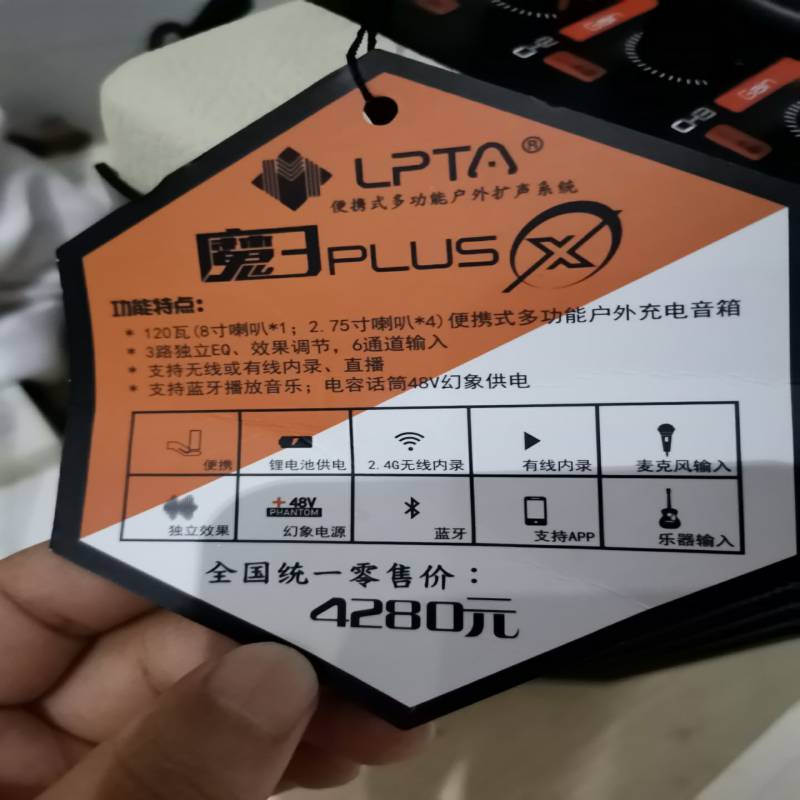 LPTA®
便携式多功能户外扩声系统
魔王PLUS X
功能特点：
* 120瓦(8寸喇叭*1；2.75寸喇叭*4)便携式多功能户外充电音箱
* 3路独立EQ、效果调节，6通道输入
* 支持无线或有线内录、直播
* 支持蓝牙播放音乐；电容话筒48V幻象供电
便携 锂电池供电 2.4G无线内录 有线内录 麦克风输入
+48V
PHANTOM
独立效果 幻象电源 蓝牙 支持APP 乐器输入
全国统一零售价：
4280元
Gain
Gain